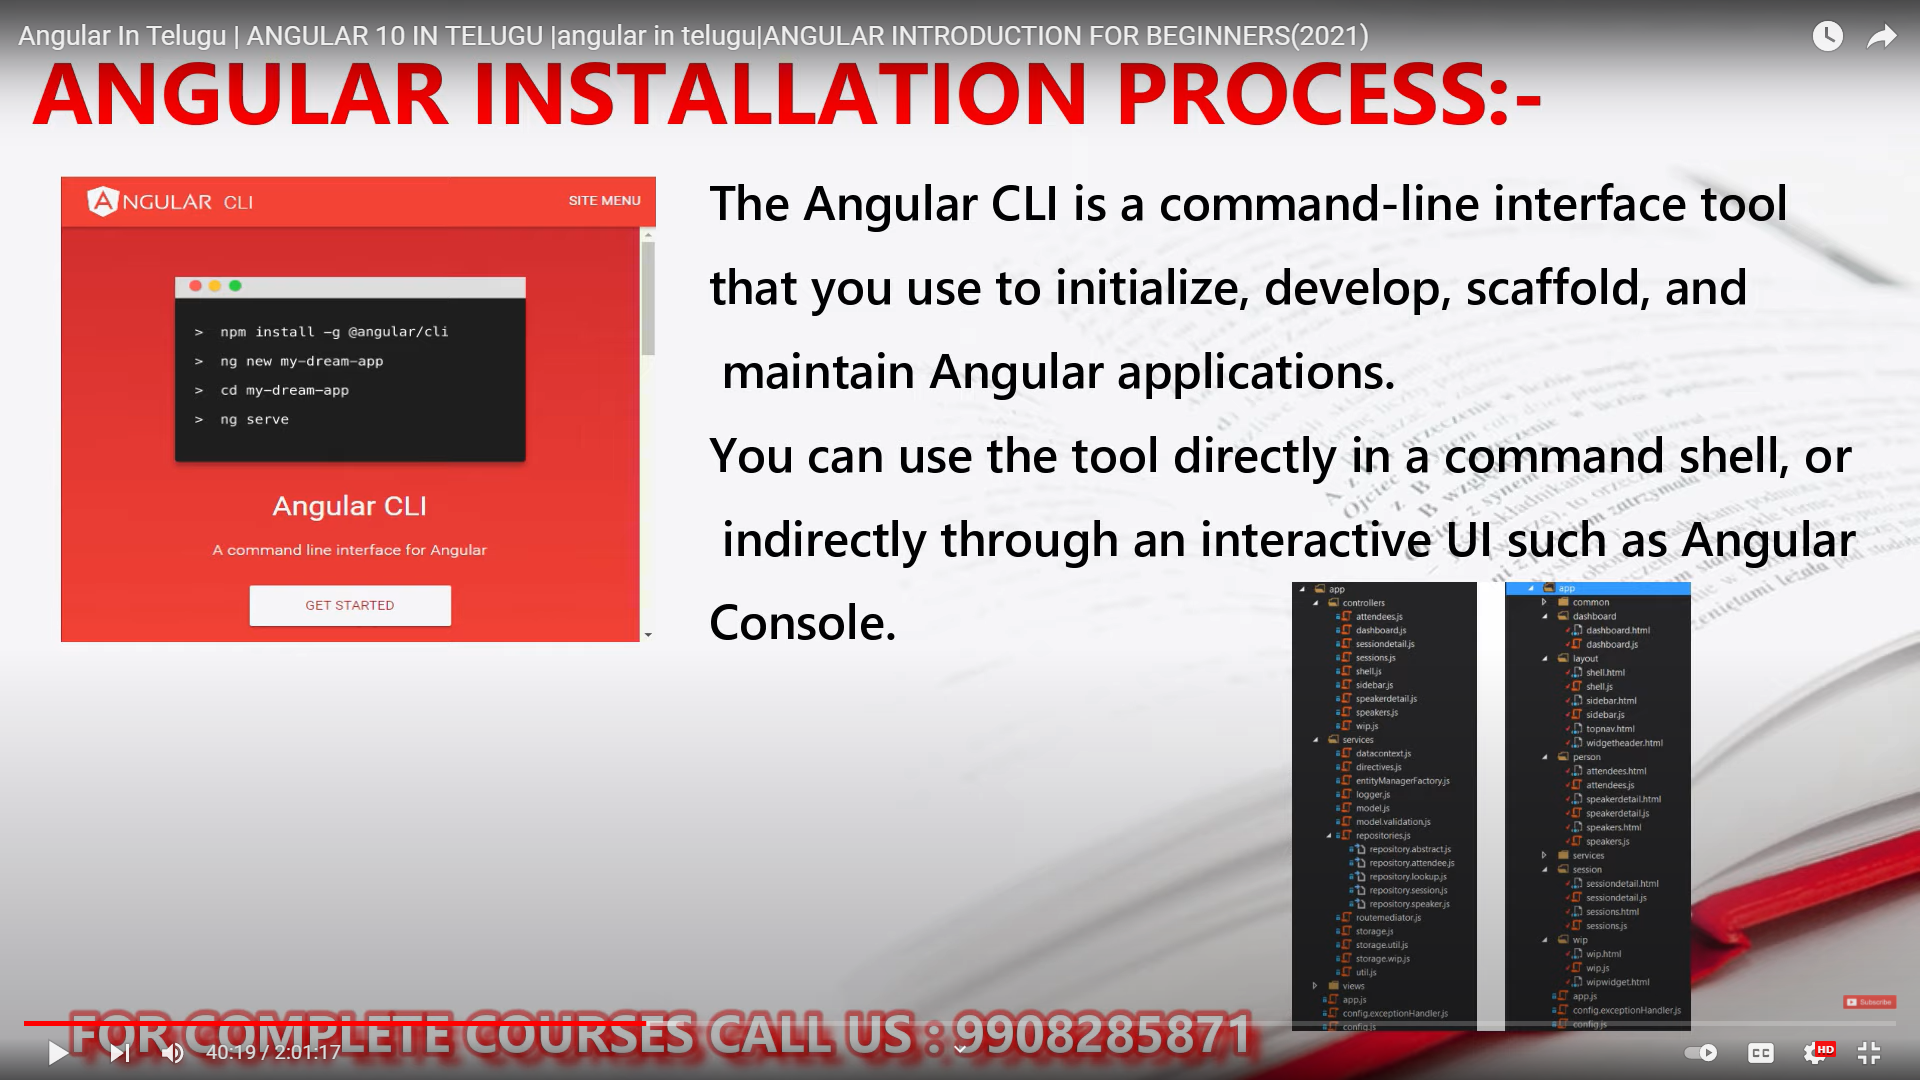 Angular In Telugu | ANGULAR 10 IN TELUGU |angular in telugu|ANGULAR INTRODUCTION FOR BEGINNERS(2021)
ANGULAR INSTALLATION PROCESS:-
ANGULAR CLI
SITE MENU
> npm install -g @angular/cli
> ng new my-dream-app
> cd my-dream-app
> ng serve
Angular CLI
A command line interface for Angular
GET STARTED
The Angular CLI is a command-line interface tool
that you use to initialize, develop, scaffold, and
maintain Angular applications.
You can use the tool directly in a command shell, or
indirectly through an interactive UI such as Angular
Console.
app
controllers
attendees.js
dashboard.js
sessiondetail.js
sessions.js
shell.js
sidebar.js
speakerdetail.js
speakers.js
wip.js
services
datacontext.js
directives.js
entityManagerFactory.js
logger.js
model.js
model.validation.js
repositories.js
repository.abstract.js
repository.attendee.js
repository.lookup.js
repository.session.js
repository.speaker.js
routemediator.js
storage.js
storage.util.js
storage.wip.js
util.js
views
app.js
config.exceptionHandler.js
config.js
app
common
dashboard
dashboard.html
dashboard.js
layout
shell.html
shell.js
sidebar.html
sidebar.js
topnav.html
widgetheader.html
person
attendees.html
attendees.js
speakerdetail.html
speakerdetail.js
speakers.html
speakers.js
services
session
sessiondetail.html
sessiondetail.js
sessions.html
sessions.js
wip
wip.html
wip.js
wipwidget.html
app.js
config.exceptionHandler.js
config.js
Subscribe
FOR COMPLETE COURSES CALL US : 9908285871
40:19 / 2:01:17
CC
HD